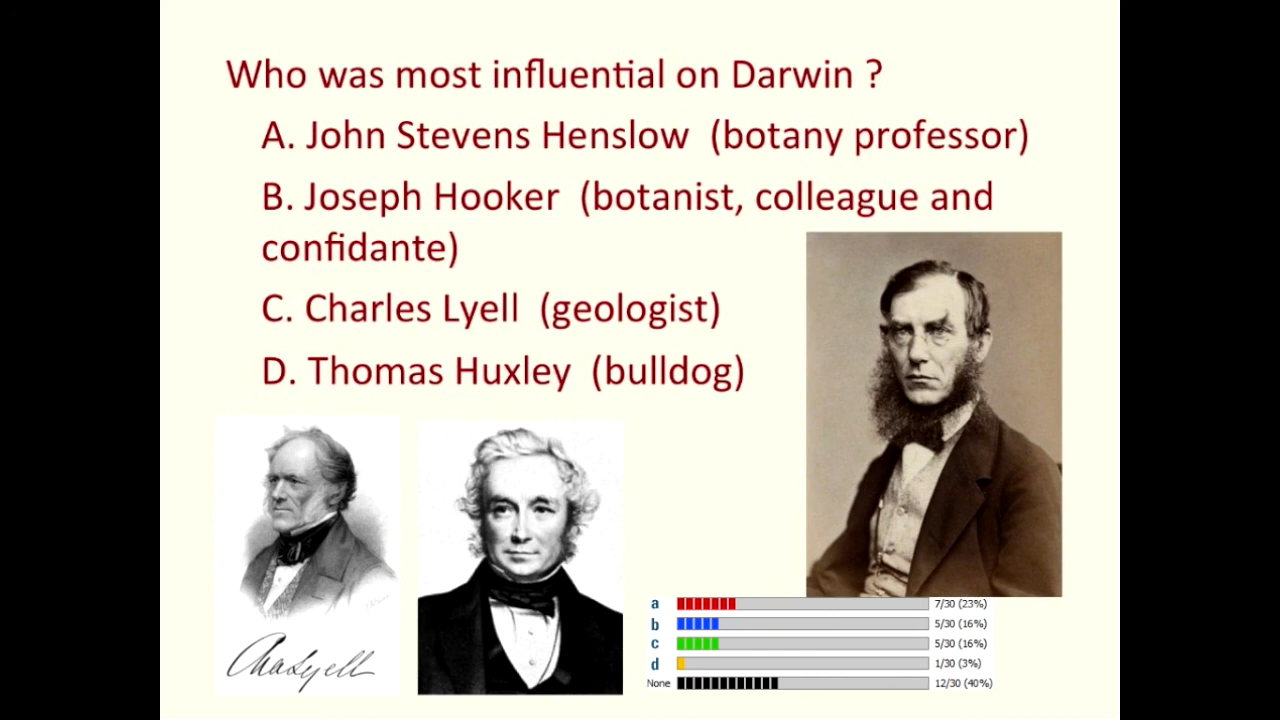 Who was most influential on Darwin ?
A. John Stevens Henslow (botany professor)
B. Joseph Hooker (botanist, colleague and
confidante)
C. Charles Lyell (geologist)
D. Thomas Huxley (bulldog)
Cha Lyell
a 7/30 (23%)
b 5/30 (16%)
c 5/30 (16%)
d 1/30 (3%)
None 12/30 (40%)